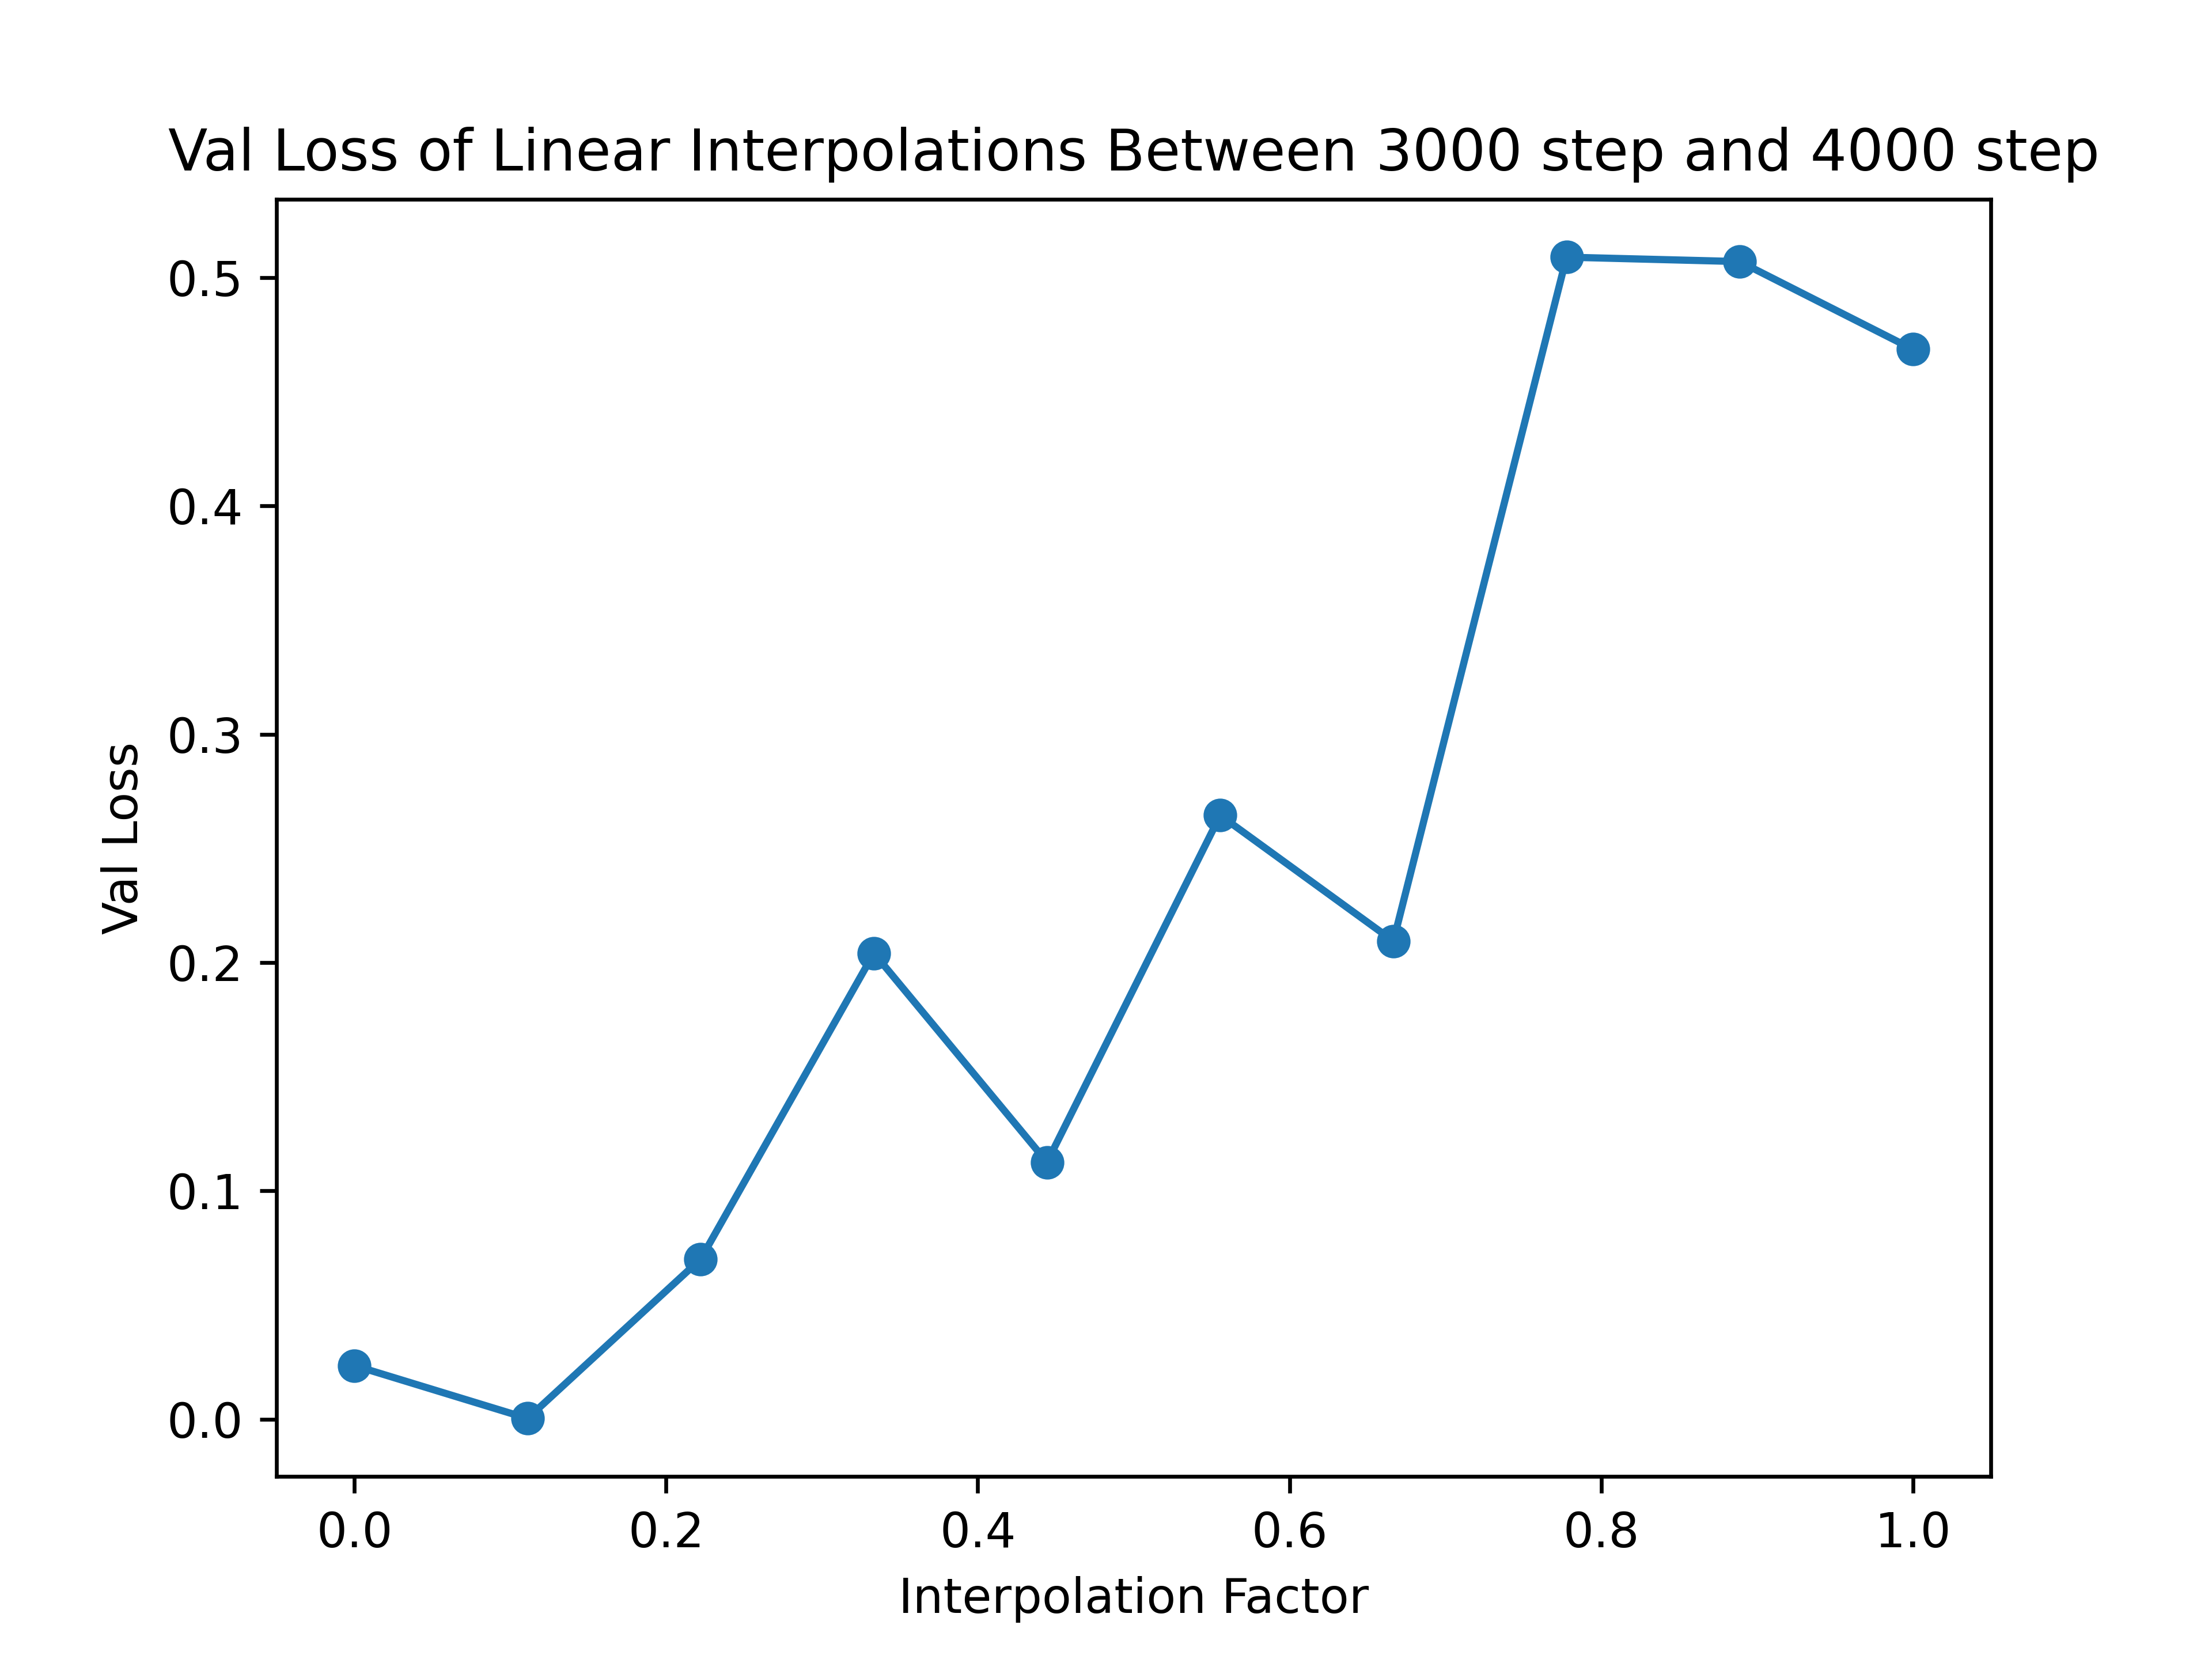 Val Loss of Linear Interpolations Between 3000 step and 4000 step
0.5
0.4
0.3
0.2
0.1
0.0
Val Loss
0.0 0.2 0.4 0.6 0.8 1.0
Interpolation Factor